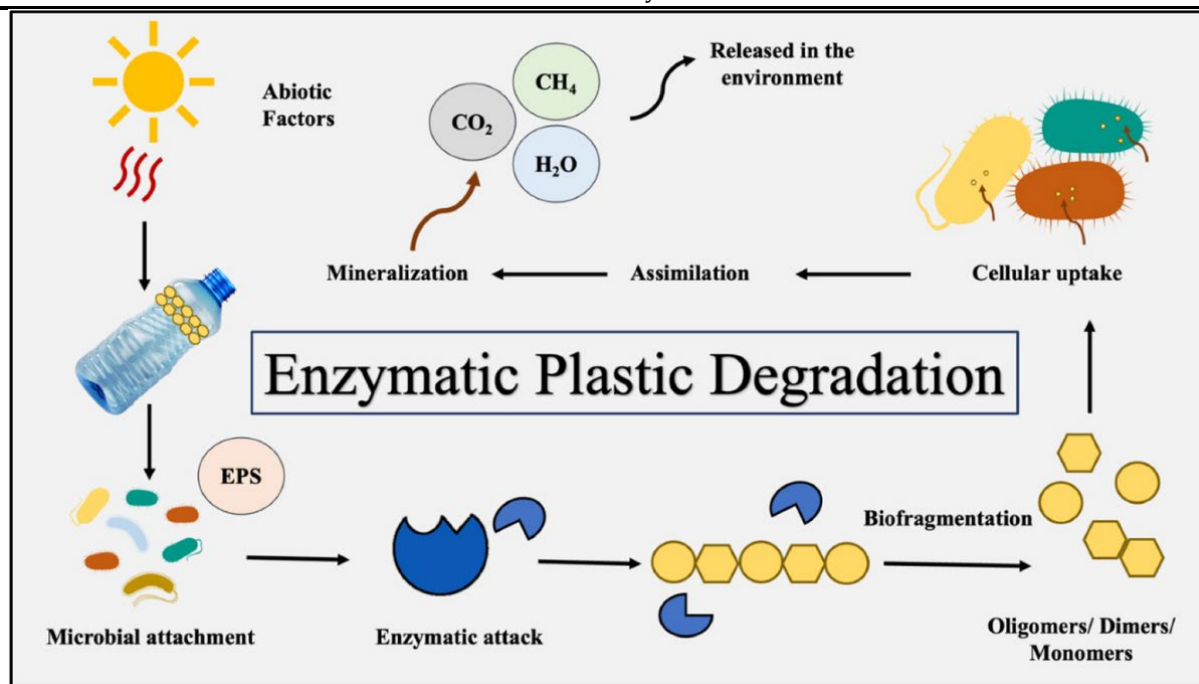 Abiotic
Factors
CO₂
CH₄
H₂O
Released in the
environment
Mineralization
Assimilation
Cellular uptake
Enzymatic Plastic Degradation
EPS
Microbial attachment
Enzymatic attack
Biofragmentation
Oligomers/ Dimers/
Monomers